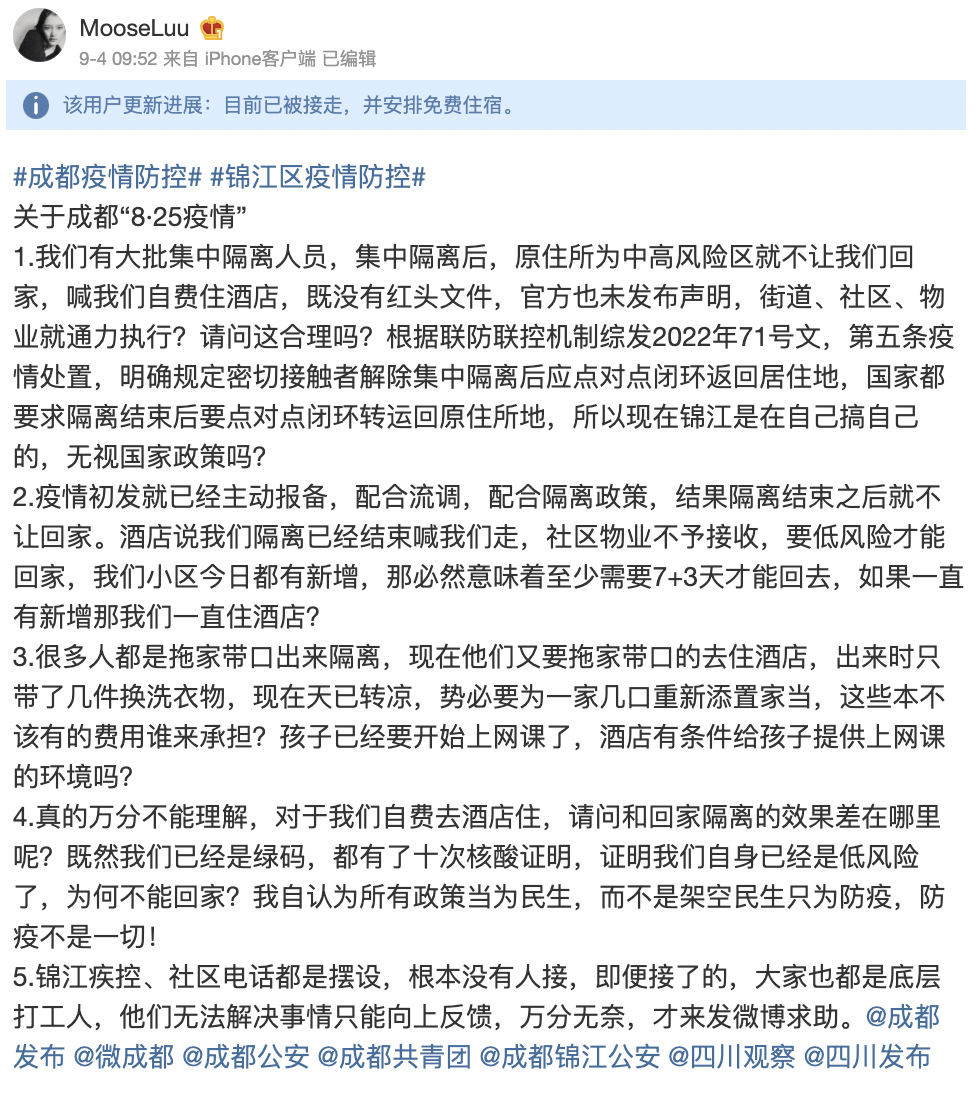 MooseLuu
9-4 09:52 来自 iPhone客户端 已编辑
该用户更新进展：目前已被接走，并安排免费住宿。
#成都疫情防控# #锦江区疫情防控#
关于成都“8·25疫情”
1.我们有大批集中隔离人员，集中隔离后，原住所为中高风险区就不让我们回
家，喊我们自费住酒店，既没有红头文件，官方也未发布声明，街道、社区、物
业就通力执行？请问这合理吗？根据联防联控机制综发2022年71号文，第五条疫
情处置，明确规定密切接触者解除集中隔离后应点对点闭环返回居住地，国家都
要求隔离结束后要点对点闭环转运回原住所地，所以现在锦江是在自己搞自己
的，无视国家政策吗？
2.疫情初发就已经主动报备，配合流调，配合隔离政策，结果隔离结束之后就不
让回家。酒店说我们隔离已经结束喊我们走，社区物业不予接收，要低风险才能
回家，我们小区今日都有新增，那必然意味着至少需要7+3天才能回去，如果一直
有新增那我们一直住酒店？
3.很多人都是拖家带口出来隔离，现在他们又要拖家带口的去住酒店，出来时只
带了几件换洗衣物，现在天已转凉，势必要为一家几口重新添置家当，这些本不
该有的费用谁来承担？孩子已经要开始上网课了，酒店有条件给孩子提供上网课
的环境吗？
4.真的万分不能理解，对于我们自费去酒店住，请问和回家隔离的效果差在哪里
呢？既然我们已经是绿码，都有了十次核酸证明，证明我们自身已经是低风险
了，为何不能回家？我自认为所有政策当为民生，而不是架空民生只为防疫，防
疫不是一切！
5.锦江疾控、社区电话都是摆设，根本没有人接，即便接了的，大家也都是底层
打工人，他们无法解决事情只能向上反馈，万分无奈，才来发微博求助。@成都
发布 @微成都 @成都公安 @成都共青团 @成都锦江公安 @四川观察 @四川发布